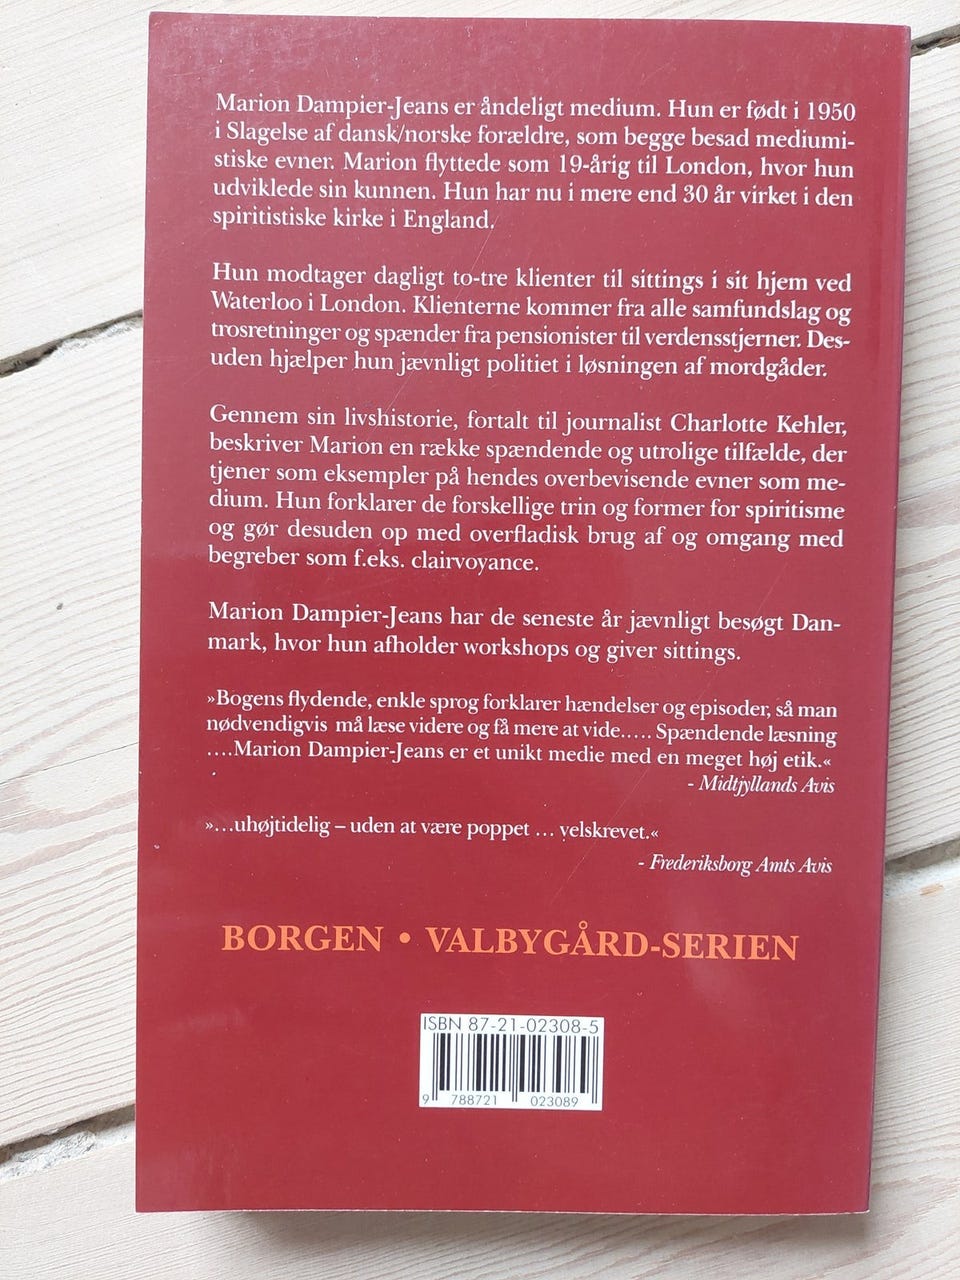 Marion Dampier-Jeans er åndeligt medium. Hun er født i 1950
i Slagelse af dansk/norske forældre, som begge besad mediumi-
stiske evner. Marion flyttede som 19-årig til London, hvor hun
udviklede sin kunnen. Hun har nu i mere end 30 år virket i den
spiritistiske kirke i England.
Hun modtager dagligt to-tre klienter til sittings i sit hjem ved
Waterloo i London. Klienterne kommer fra alle samfundslag og
trosretninger og spænder fra pensionister til verdensstjerner. Des-
uden hjælper hun jævnligt politiet i løsningen af mordgåder.
Gennem sin livshistorie, fortalt til journalist Charlotte Kehler,
beskriver Marion en række spændende og utrolige tilfælde, der
tjener som eksempler på hendes overbevisende evner som me-
dium. Hun forklarer de forskellige trin og former for spiritisme
og gør desuden op med overfladisk brug af og omgang med
begreber som f.eks. clairvoyance.
Marion Dampier-Jeans har de seneste år jævnligt besøgt Dan-
mark, hvor hun afholder workshops og giver sittings.
»Bogens flydende, enkle sprog forklarer hændelser og episoder, så man
nødvendigvis må læse videre og få mere at vide..... Spændende læsning
....Marion Dampier-Jeans er et unikt medie med en meget høj etik.«
- Midtjyllands Avis
»...uhøjtidelig – uden at være poppet ... velskrevet.«
- Frederiksborg Amts Avis
BORGEN • VALBYGÅRD-SERIEN
ISBN 87-21-02308-5
9 788721 023089